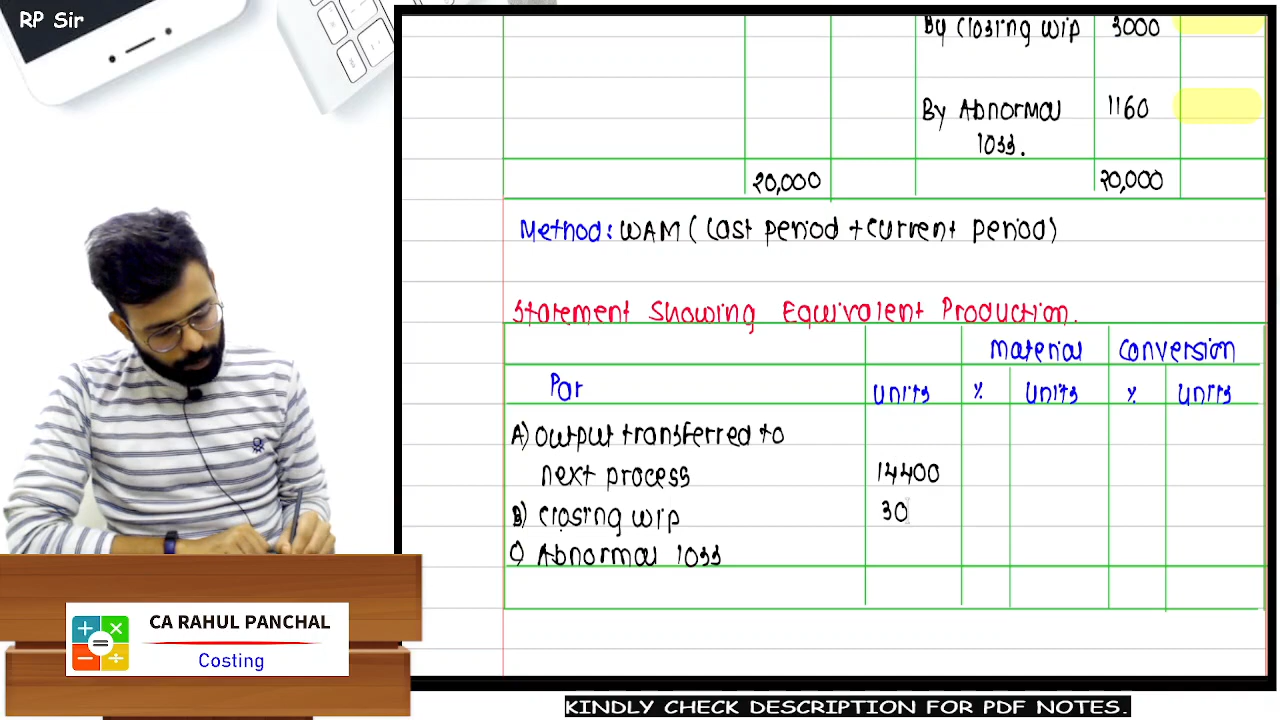 RP Sir
By Closing WIP 3000
By Abnormal 1160
loss.
20,000 20,000
Method: WAM (Last period + Current period)
Statement Showing Equivalent Production.
Material Conversion
Par Units % Units % Units
A) Output transferred to
next process 14400
B) Closing WIP 30
C) Abnormal loss
CA RAHUL PANCHAL
Costing
KINDLY CHECK DESCRIPTION FOR PDF NOTES.